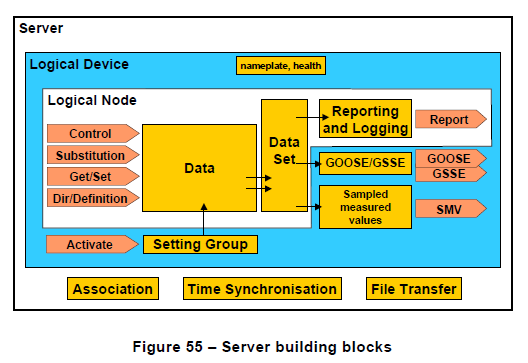 Server
Logical Device
nameplate, health
Logical Node
Control
Substitution
Get/Set
Dir/Definition
Data
Data
Set
Reporting
and Logging
Report
GOOSE/GSSE
GOOSE
GSSE
Sampled
measured
values
SMV
Activate
Setting Group
Association
Time Synchronisation
File Transfer
Figure 55 – Server building blocks